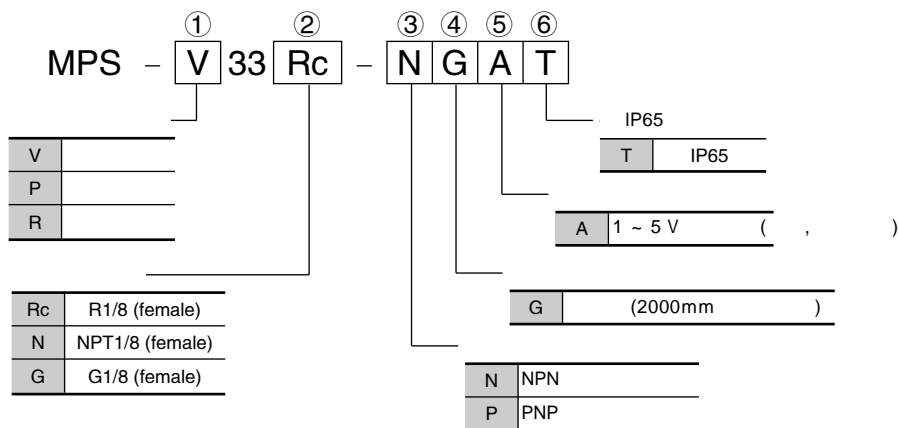 ① ② ③ ④ ⑤ ⑥
MPS – V 33 Rc – N G A T
IP65
T IP65
V
P
R
A 1 ~ 5 V ( , )
Rc R1/8 (female)
N NPT1/8 (female)
G G1/8 (female)
G (2000mm )
N NPN
P PNP